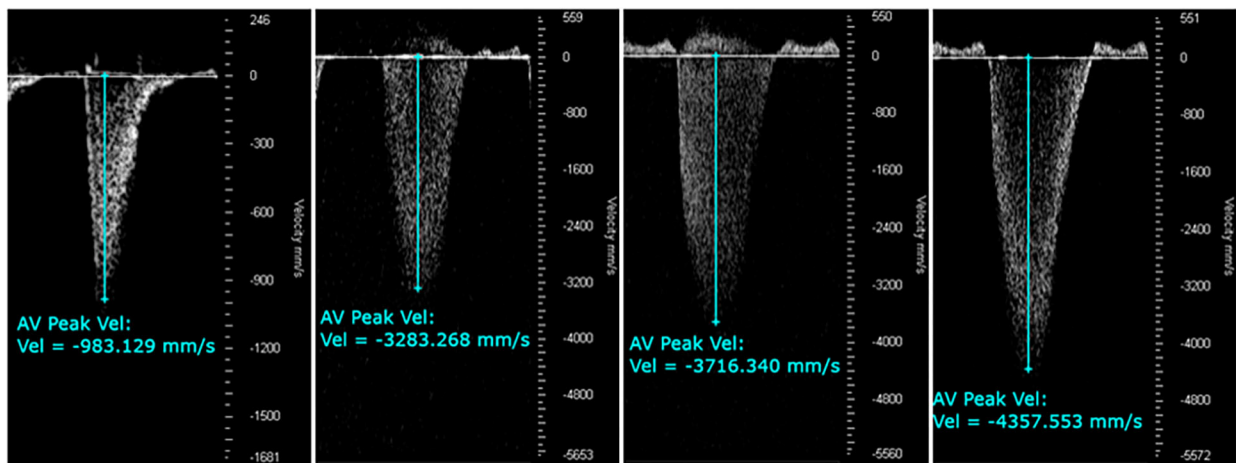 246
0
-300
-600
-900
-1200
-1500
-1681
Velocity mm/s
AV Peak Vel:
Vel = -983.129 mm/s
559
0
-800
-1600
-2400
-3200
-4000
-4800
-5653
Velocity mm/s
AV Peak Vel:
Vel = -3283.268 mm/s
550
0
-800
-1600
-2400
-3200
-4000
-4800
-5560
Velocity mm/s
AV Peak Vel:
Vel = -3716.340 mm/s
551
0
-800
-1600
-2400
-3200
-4000
-4800
-5572
Velocity mm/s
AV Peak Vel:
Vel = -4357.553 mm/s